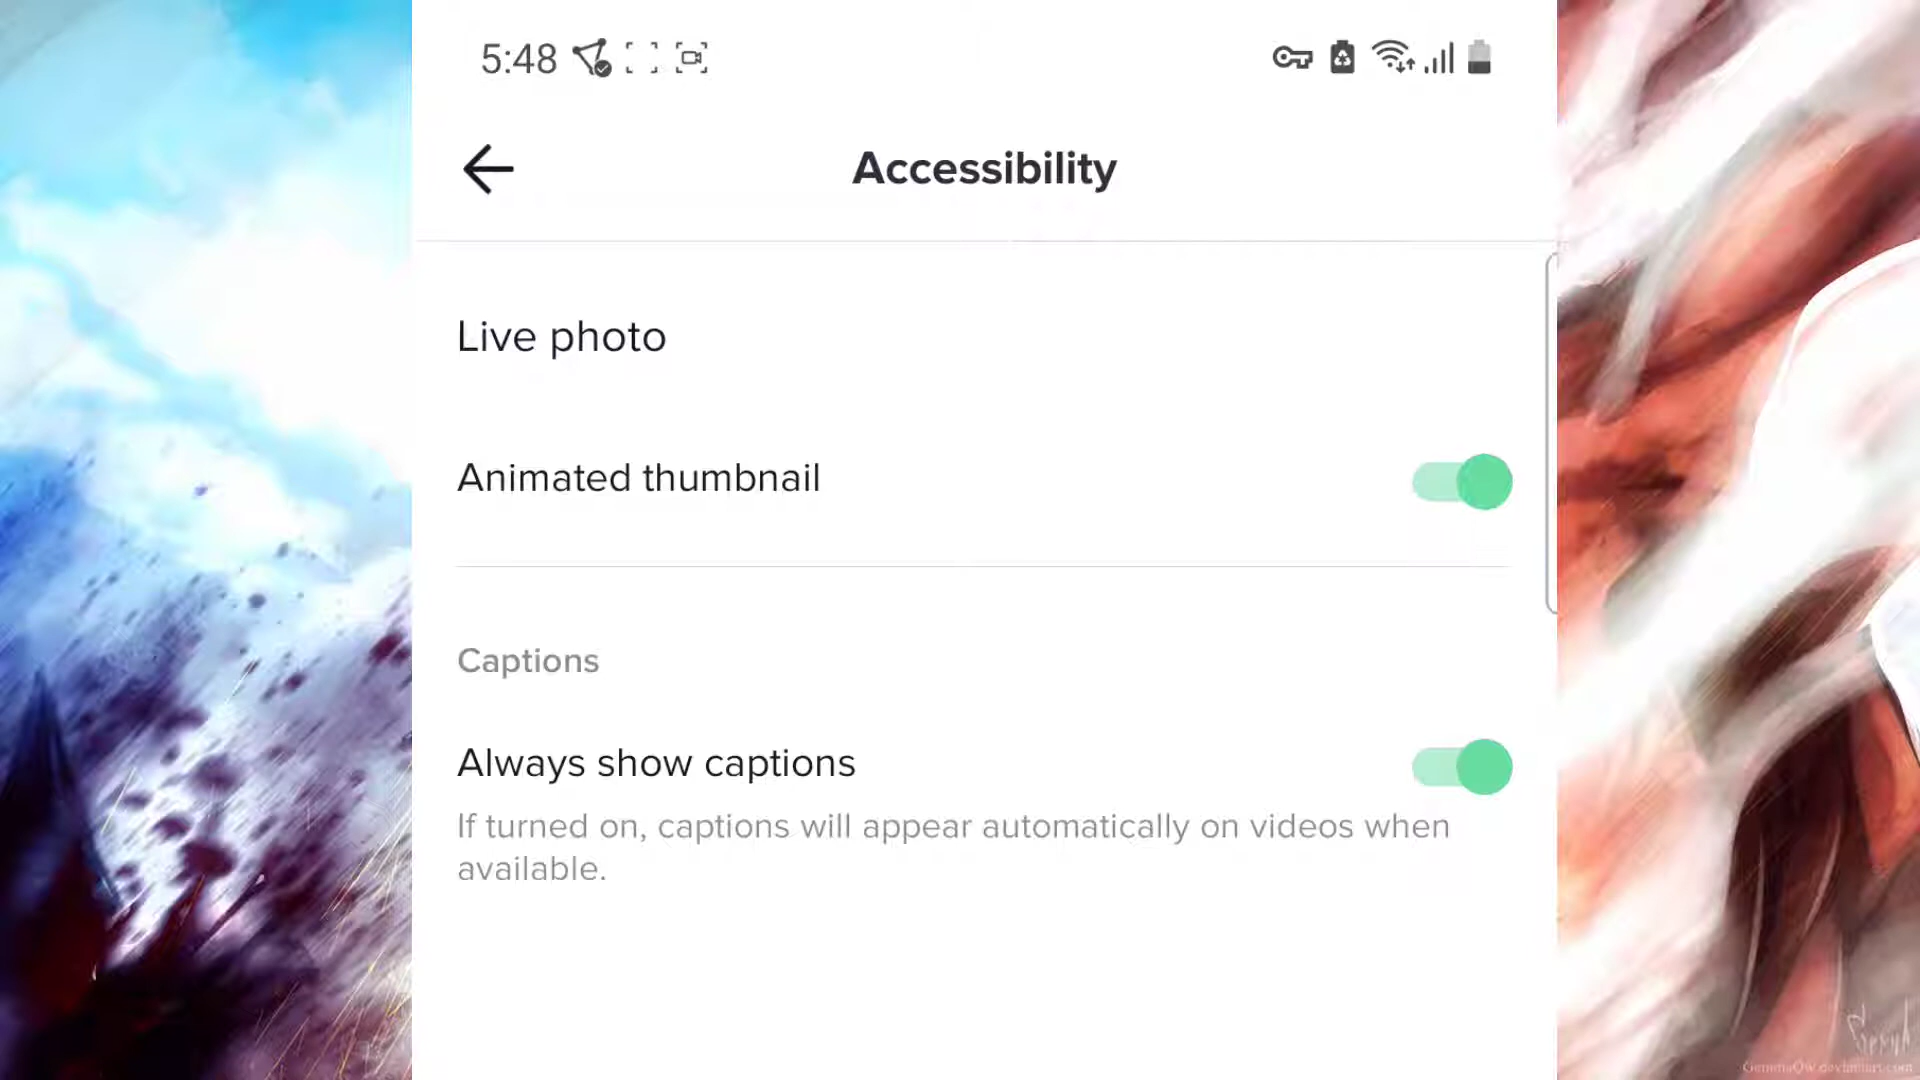 5:48
Accessibility
Live photo
Animated thumbnail
Captions
Always show captions
If turned on, captions will appear automatically on videos when
available.